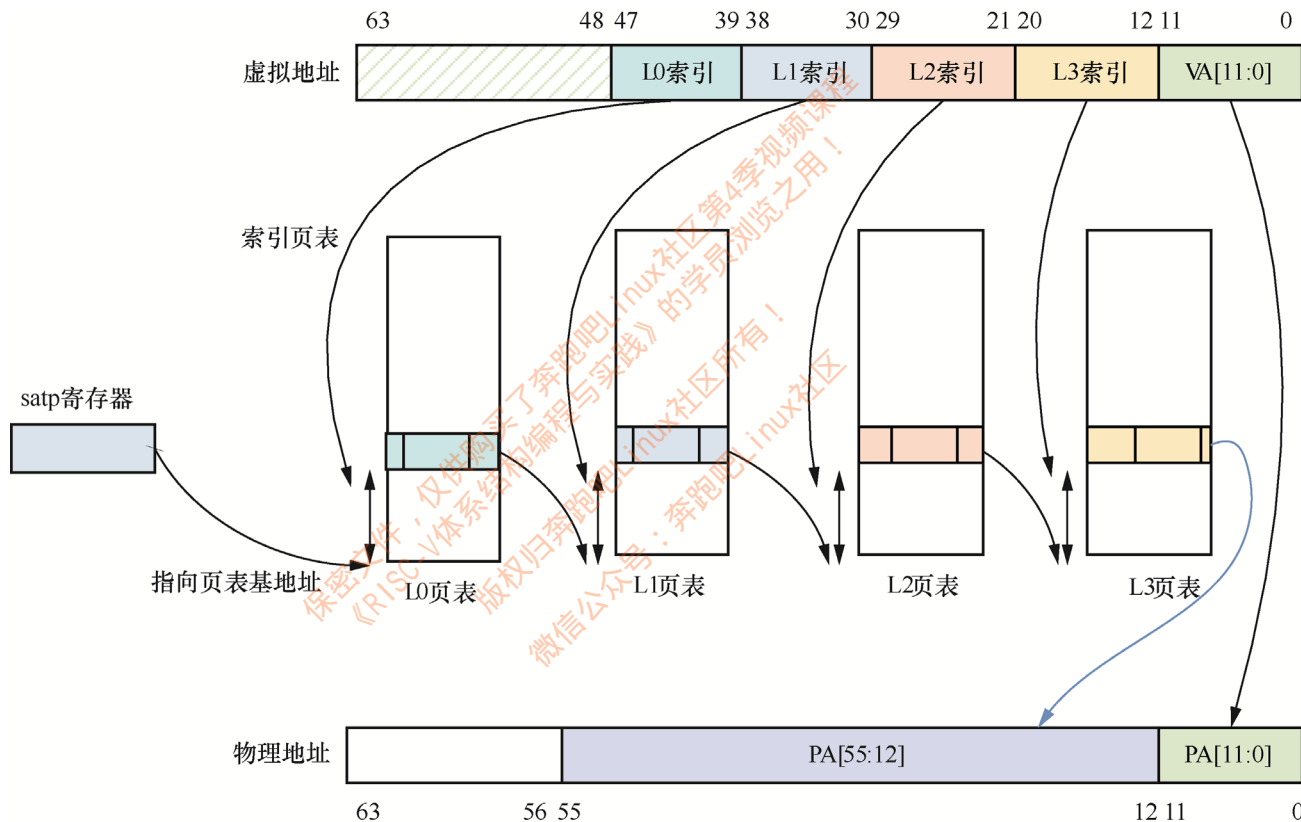 63 48 47 39 38 30 29 21 20 12 11 0
虚拟地址 L0索引 L1索引 L2索引 L3索引 VA[11:0]
索引页表
satp寄存器
指向页表基地址
L0页表 L1页表 L2页表 L3页表
保密文件，仅供购买了奔跑吧Linux社区第4季视频课程
《RISC-V体系结构编程与实践》的学员浏览之用！
版权归奔跑吧Linux社区所有！
微信公众号：奔跑吧Linux社区
物理地址 PA[55:12] PA[11:0]
63 56 55 12 11 0